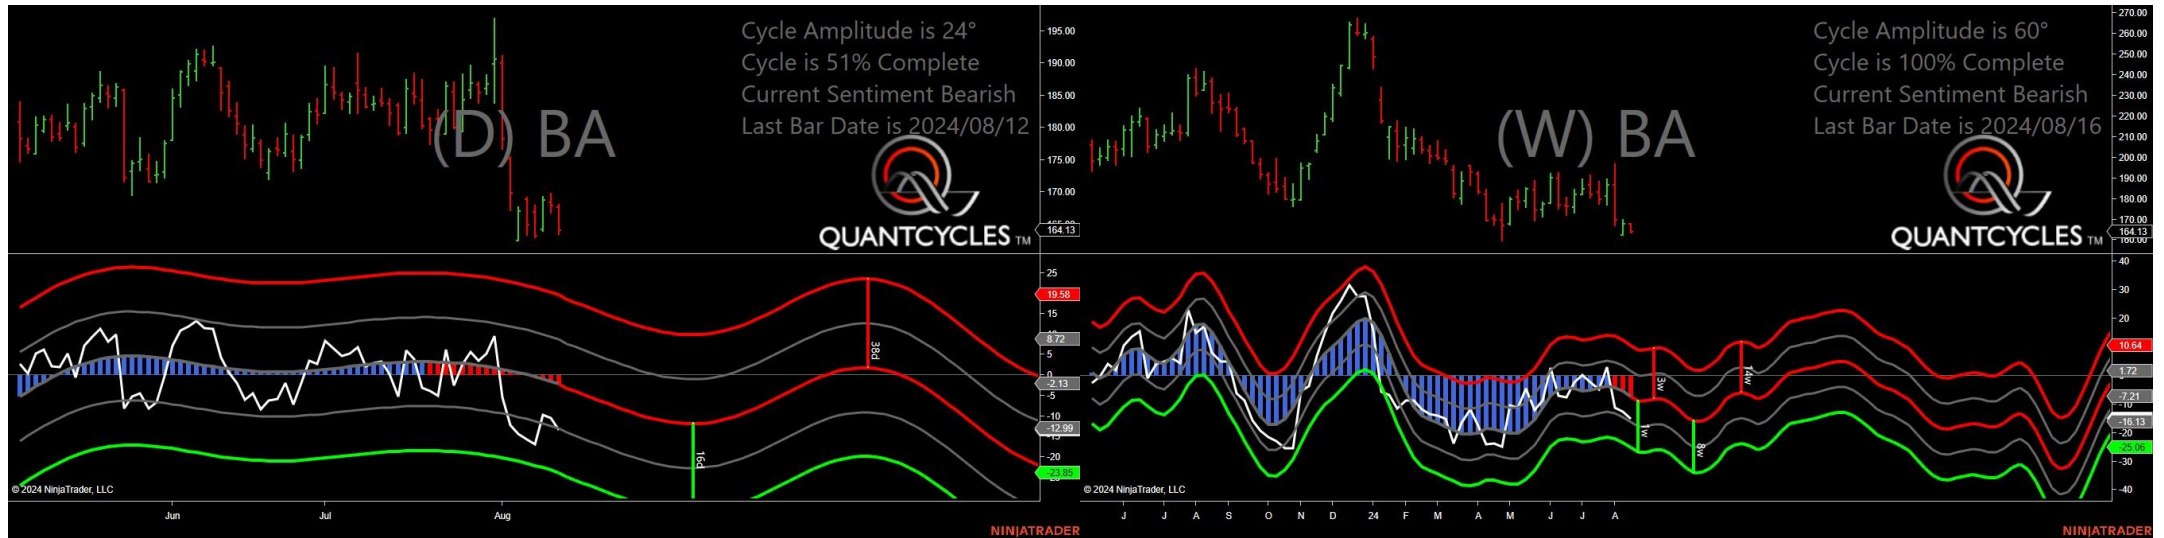 Cycle Amplitude is 24°
Cycle is 51% Complete
Current Sentiment Bearish
Last Bar Date is 2024/08/12
(D) BA
QUANTCYCLES TM
195.00
190.00
185.00
180.00
175.00
170.00
164.13
25
19.58
15
8.72
5
0
-2.13
-5
-10
-12.99
-20
-23.85
38d
16d
© 2024 NinjaTrader, LLC
Jun
Jul
Aug
NINJATRADER
Cycle Amplitude is 60°
Cycle is 100% Complete
Current Sentiment Bearish
Last Bar Date is 2024/08/16
(W) BA
QUANTCYCLES TM
270.00
260.00
250.00
240.00
230.00
220.00
210.00
200.00
190.00
180.00
170.00
164.13
160.00
40
30
20
10.64
1.72
-7.21
-10
-16.13
-20
-25.06
-30
-40
3w
14w
1w
8w
© 2024 NinjaTrader, LLC
J
J
A
S
O
N
D
24
F
M
A
M
J
J
A
NINJATRADER